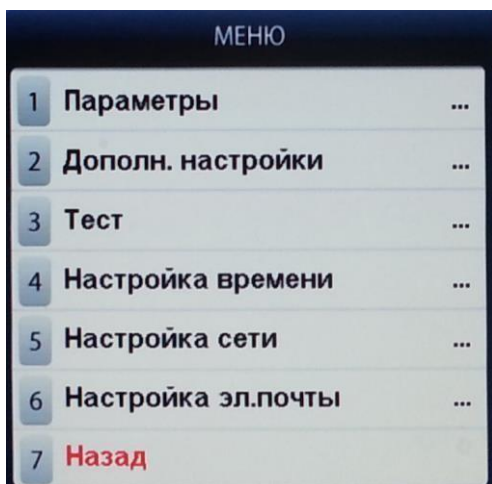 МЕНЮ
1 Параметры ...
2 Дополн. настройки ...
3 Тест ...
4 Настройка времени ...
5 Настройка сети ...
6 Настройка эл.почты ...
7 Назад